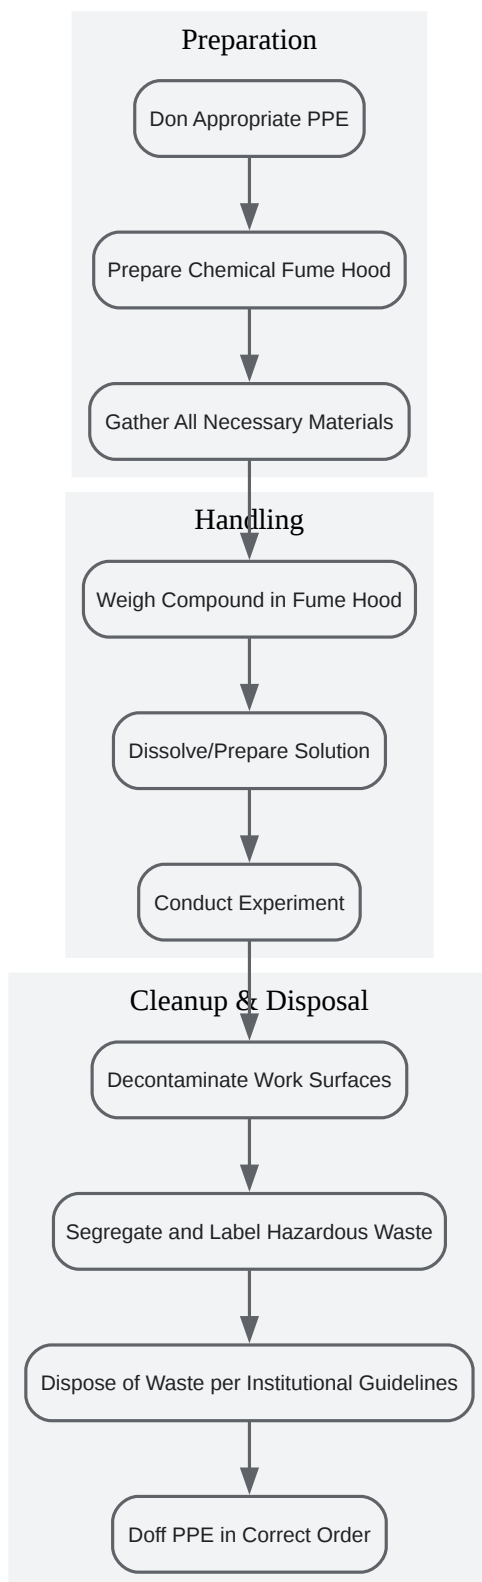 Preparation
Don Appropriate PPE
Prepare Chemical Fume Hood
Gather All Necessary Materials
Handling
Weigh Compound in Fume Hood
Dissolve/Prepare Solution
Conduct Experiment
Cleanup & Disposal
Decontaminate Work Surfaces
Segregate and Label Hazardous Waste
Dispose of Waste per Institutional Guidelines
Doff PPE in Correct Order